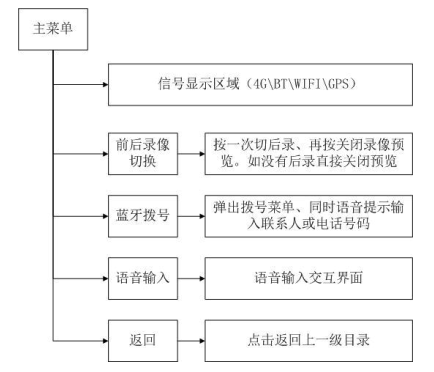 主菜单
信号显示区域（4G\BT\WIFI\GPS）
前后录像
切换
按一次切后录、再按关闭录像预
览。如没有后录直接关闭预览
蓝牙拨号
弹出拨号菜单、同时语音提示输
入联系人或电话号码
语音输入
语音输入交互界面
返回
点击返回上一级目录